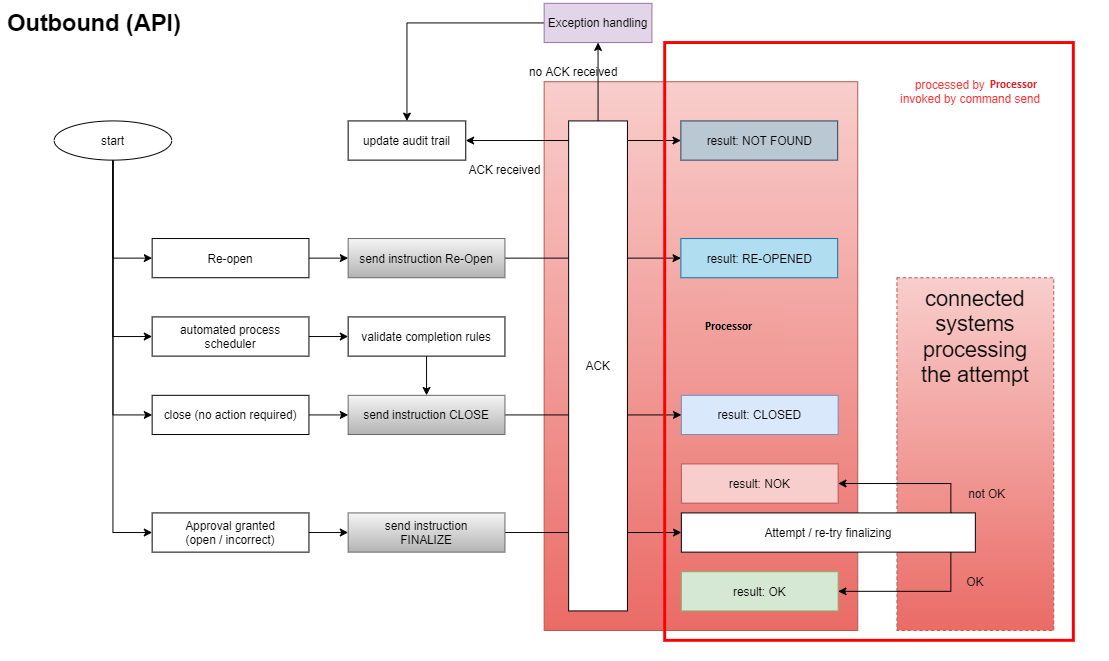 Outbound (API)
Exception handling
no ACK received
processed by Processor
invoked by command send
start
update audit trail
result: NOT FOUND
ACK received
Re-open
send instruction Re-Open
result: RE-OPENED
connected
systems
processing
the attempt
automated process
scheduler
validate completion rules
Processor
ACK
close (no action required)
send instruction CLOSE
result: CLOSED
result: NOK
not OK
Approval granted
(open / incorrect)
send instruction
FINALIZE
Attempt / re-try finalizing
OK
result: OK